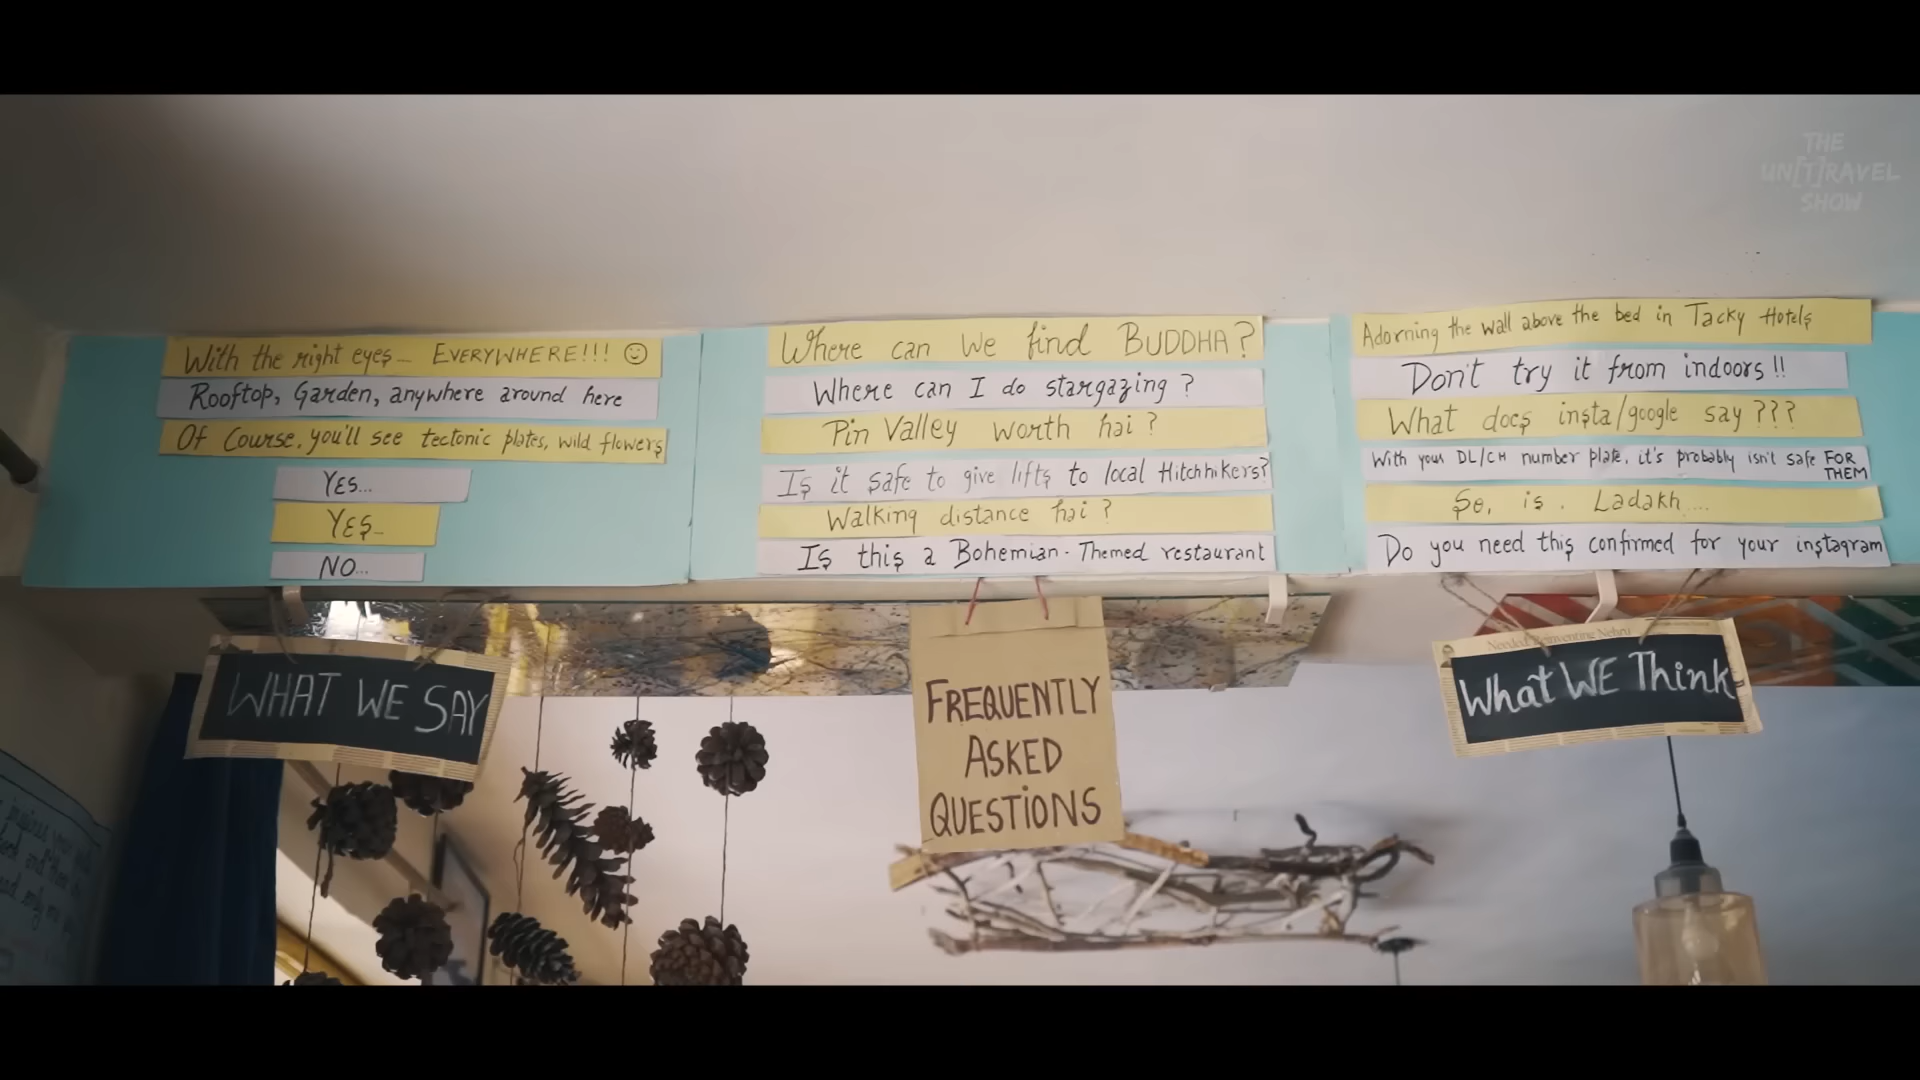 THE
UN[T]RAVEL
SHOW
With the right eyes... EVERYWHERE!!! ☺
Rooftop, Garden, anywhere around here
Of Course, you'll see tectonic plates, wild flowers
YES...
YES...
NO...
Where can we find BUDDHA?
Where can I do stargazing?
Pin Valley worth hai?
Is it safe to give lifts to local Hitchhikers?
Walking distance hai?
Is this a Bohemian-Themed restaurant
Adorning the wall above the bed in Tacky Hotels
Don't try it from indoors!!
What does insta/google say???
With your DL/CH number plate, it's probably isn't safe FOR THEM
So, is. Ladakh....
Do you need this confirmed for your instagram
WHAT WE SAY
FREQUENTLY
ASKED
QUESTIONS
Reinventing Nehru
What WE Think